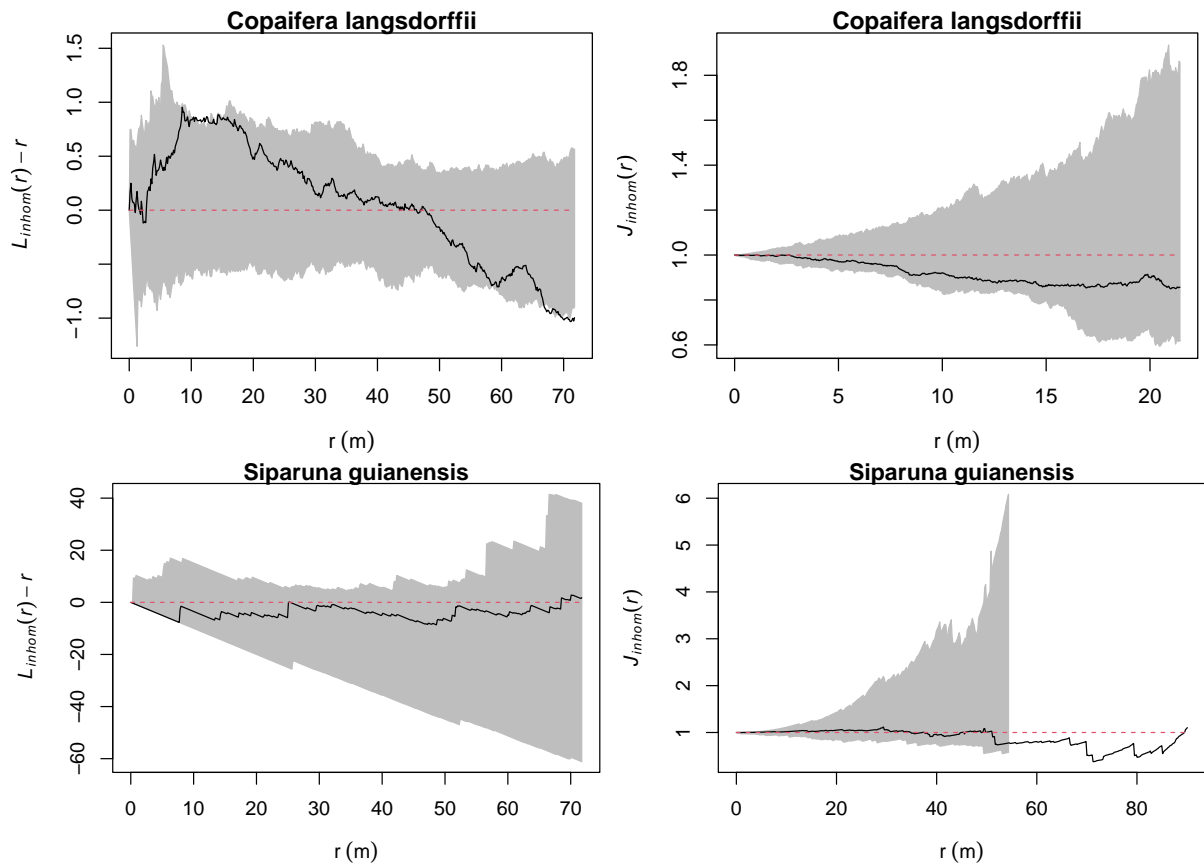 Copaifera langsdorffii
L_inhom(r) − r
1.5
1.0
0.5
0.0
−1.0
0 10 20 30 40 50 60 70
r (m)
Copaifera langsdorffii
J_inhom(r)
1.8
1.4
1.0
0.6
0 5 10 15 20
r (m)
Siparuna guianensis
L_inhom(r) − r
40
20
0
−20
−40
−60
0 10 20 30 40 50 60 70
r (m)
Siparuna guianensis
J_inhom(r)
6
5
4
3
2
1
0 20 40 60 80
r (m)